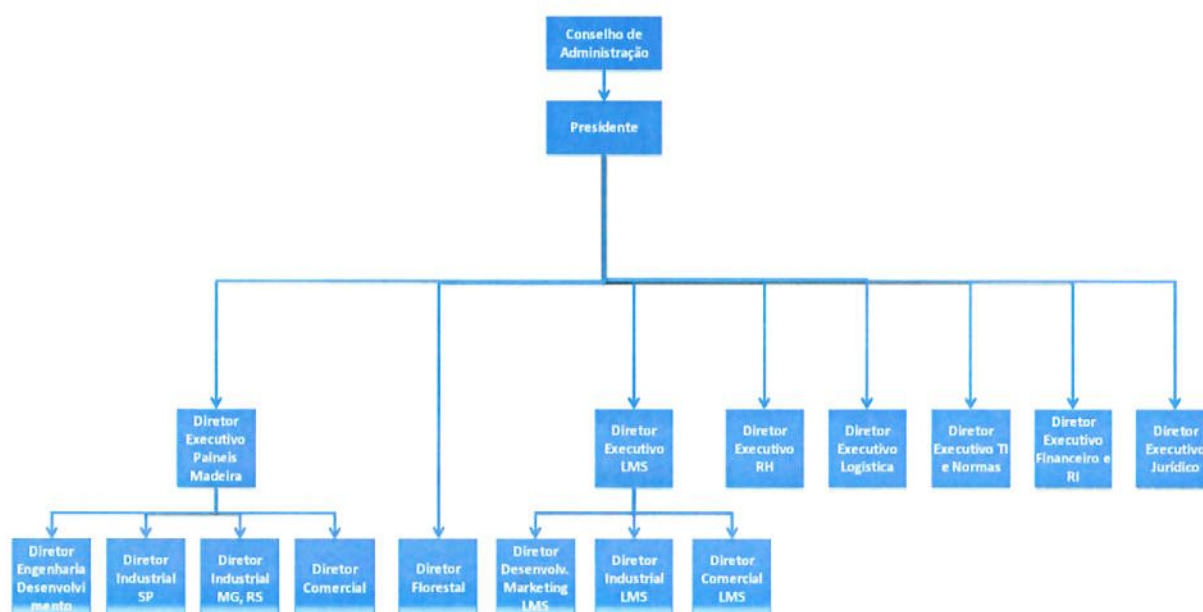 Conselho de
Administração
Presidente
Diretor
Executivo
Paineis
Madeira
Diretor
Executivo
LMS
Diretor
Executivo
RH
Diretor
Executivo
Logística
Diretor
Executivo TI
e Normas
Diretor
Executivo
Financeiro e
RI
Diretor
Executivo
Jurídico
Diretor
Engenharia
Desenvolvi
mento
Diretor
Industrial
SP
Diretor
Industrial
MG, RS
Diretor
Comercial
Diretor
Florestal
Diretor
Desenvolv.
Marketing
LMS
Diretor
Industrial
LMS
Diretor
Comercial
LMS